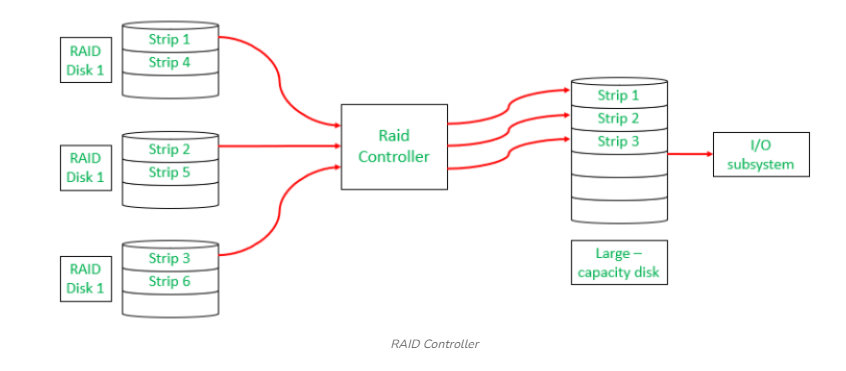 RAID
Disk 1
Strip 1
Strip 4
RAID
Disk 1
Strip 2
Strip 5
RAID
Disk 1
Strip 3
Strip 6
Raid
Controller
Strip 1
Strip 2
Strip 3
Large –
capacity disk
I/O
subsystem
RAID Controller